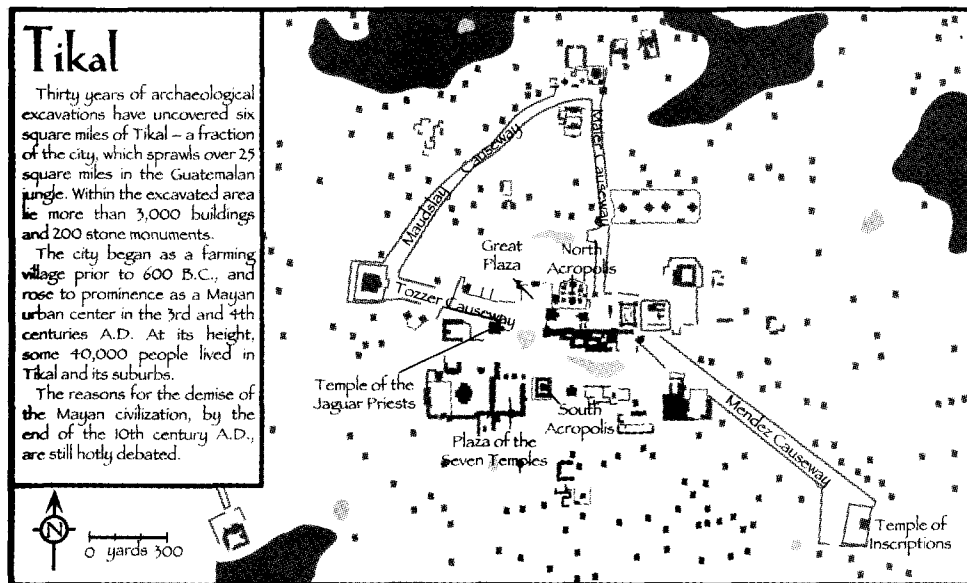 Tikal
Thirty years of archaeological
excavations have uncovered six
square miles of Tikal – a fraction
of the city, which sprawls over 25
square miles in the Guatemalan
jungle. Within the excavated area
lie more than 3,000 buildings
and 200 stone monuments.
The city began as a farming
village prior to 600 B.C., and
rose to prominence as a Mayan
urban center in the 3rd and 4th
centuries A.D. At its height,
some 40,000 people lived in
Tikal and its suburbs.
The reasons for the demise of
the Mayan civilization, by the
end of the 10th century A.D.,
are still hotly debated.
N
0 yards 300
Maudslay Causeway
Maler Causeway
Great
Plaza
North
Acropolis
Tozzer Causeway
Temple of the
Jaguar Priests
Plaza of the
Seven Temples
South
Acropolis
Mendez Causeway
Temple of
Inscriptions